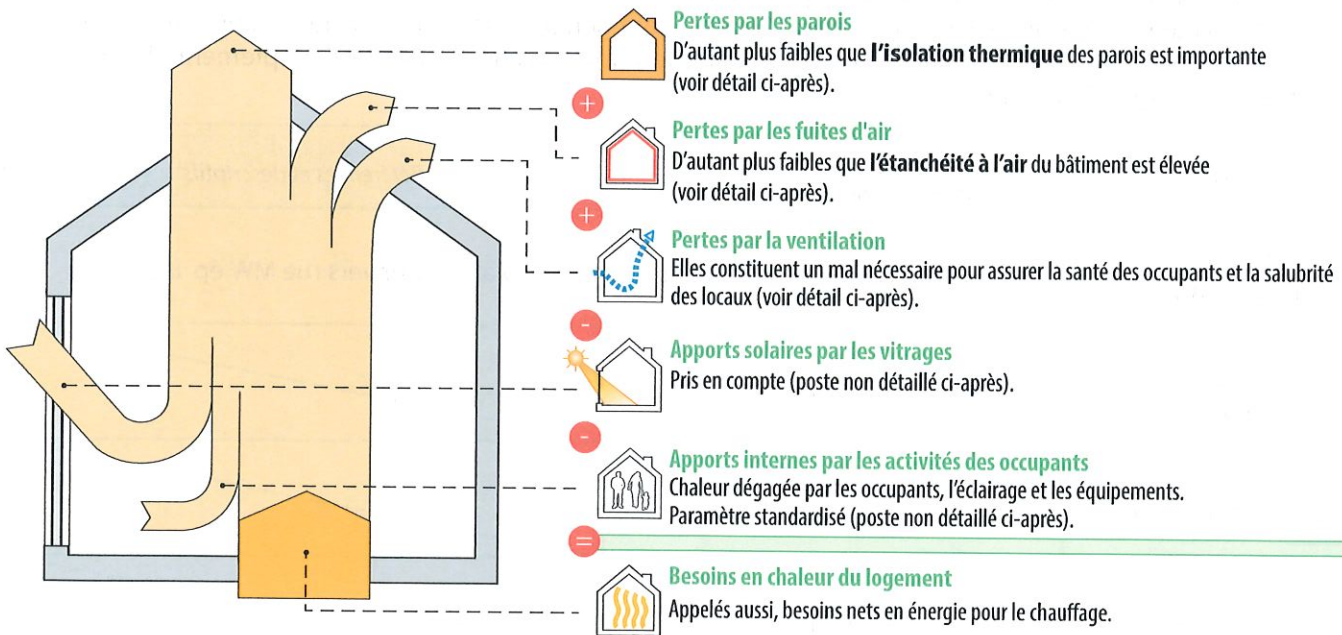 Pertes par les parois
D'autant plus faibles que l'isolation thermique des parois est importante
(voir détail ci-après).
+
Pertes par les fuites d'air
D'autant plus faibles que l'étanchéité à l'air du bâtiment est élevée
(voir détail ci-après).
+
Pertes par la ventilation
Elles constituent un mal nécessaire pour assurer la santé des occupants et la salubrité
des locaux (voir détail ci-après).
-
Apports solaires par les vitrages
Pris en compte (poste non détaillé ci-après).
-
Apports internes par les activités des occupants
Chaleur dégagée par les occupants, l'éclairage et les équipements.
Paramètre standardisé (poste non détaillé ci-après).
=
Besoins en chaleur du logement
Appelés aussi, besoins nets en énergie pour le chauffage.